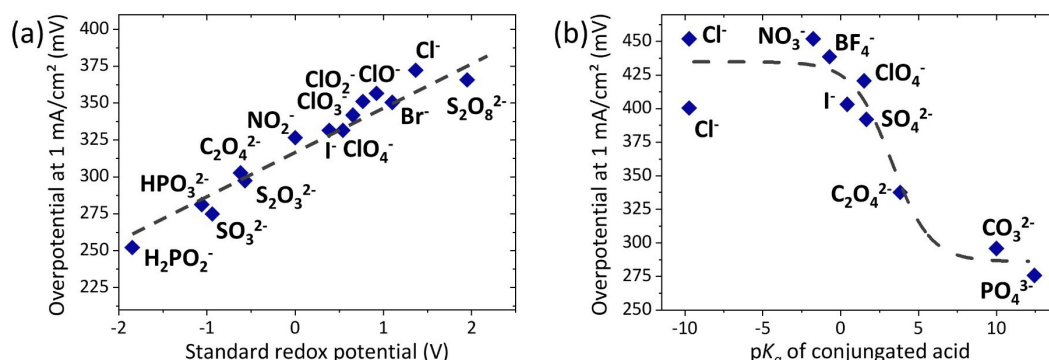 (a)
Overpotential at 1 mA/cm² (mV)
400
375
350
325
300
275
250
225
-2
-1
0
1
2
Standard redox potential (V)
H₂PO₂⁻
HPO₃²⁻
SO₃²⁻
C₂O₄²⁻
S₂O₃²⁻
NO₂⁻
I⁻
ClO₄⁻
ClO₃⁻
ClO₂⁻
ClO⁻
Br⁻
Cl⁻
S₂O₈²⁻
(b)
Overpotential at 1 mA/cm² (mV)
450
425
400
375
350
325
300
275
250
-10
-5
0
5
10
pKₐ of conjugated acid
Cl⁻
Cl⁻
NO₃⁻
BF₄⁻
ClO₄⁻
I⁻
SO₄²⁻
C₂O₄²⁻
CO₃²⁻
PO₄³⁻